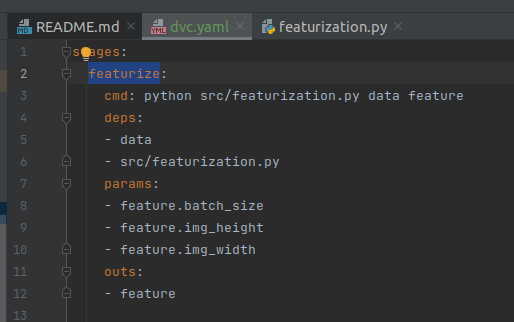 README.md dvc.yaml featurization.py
1 stages:
2 featurize:
3 cmd: python src/featurization.py data feature
4 deps:
5 - data
6 - src/featurization.py
7 params:
8 - feature.batch_size
9 - feature.img_height
10 - feature.img_width
11 outs:
12 - feature
13